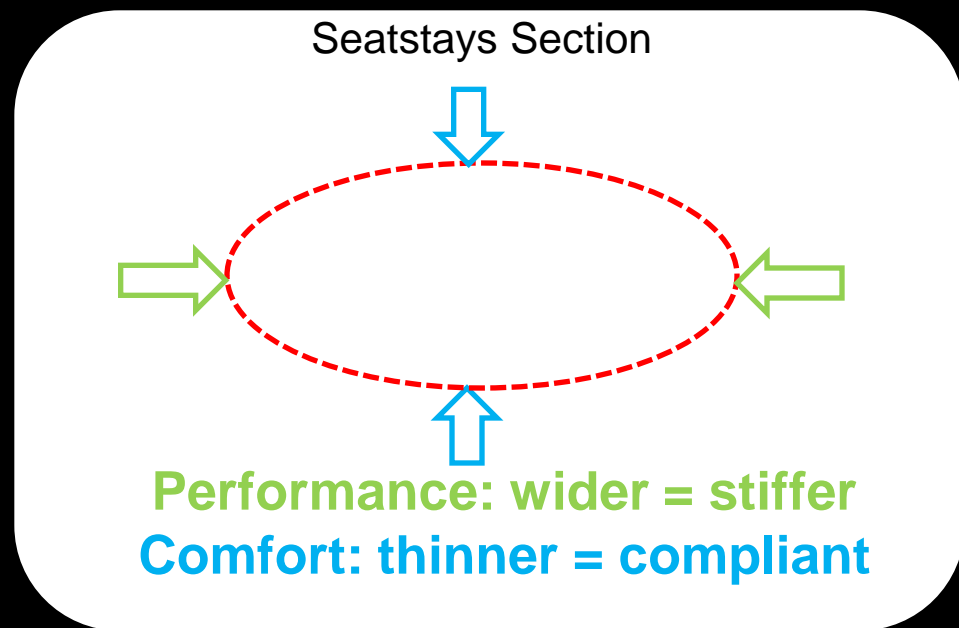 Seatstays Section
Performance: wider = stiffer
Comfort: thinner = compliant